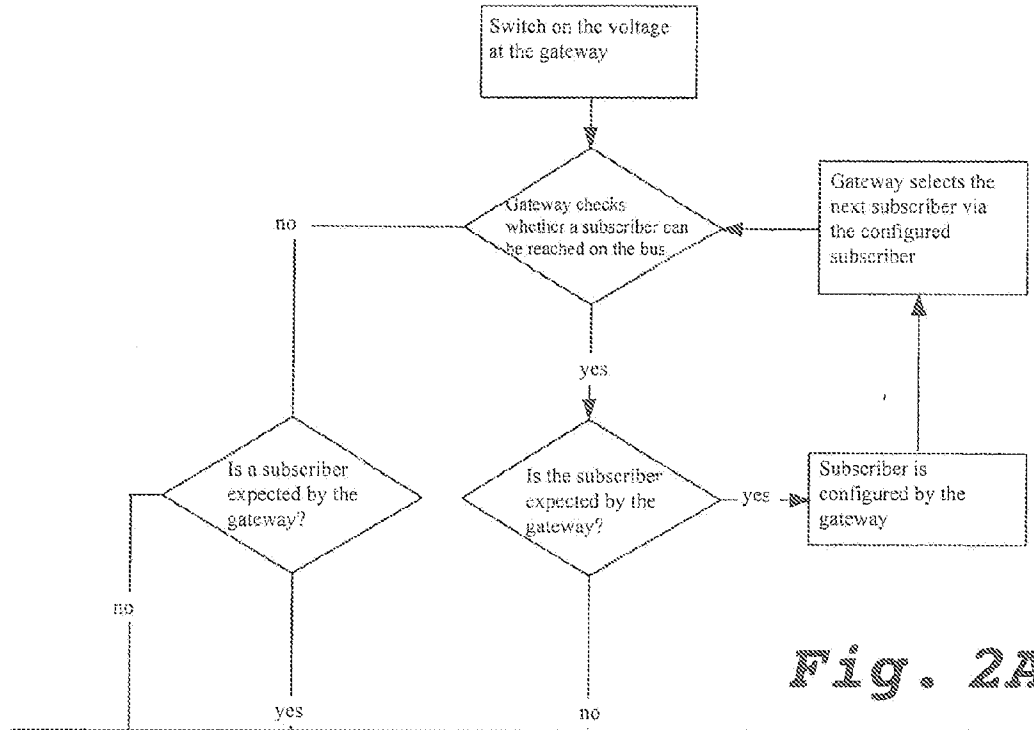 Switch on the voltage
at the gateway
Gateway checks
whether a subscriber can
be reached on the bus
Gateway selects the
next subscriber via
the configured
subscriber
no
yes
Is a subscriber
expected by the
gateway?
Is the subscriber
expected by the
gateway?
yes
Subscriber is
configured by the
gateway
no
yes
no
Fig. 2A